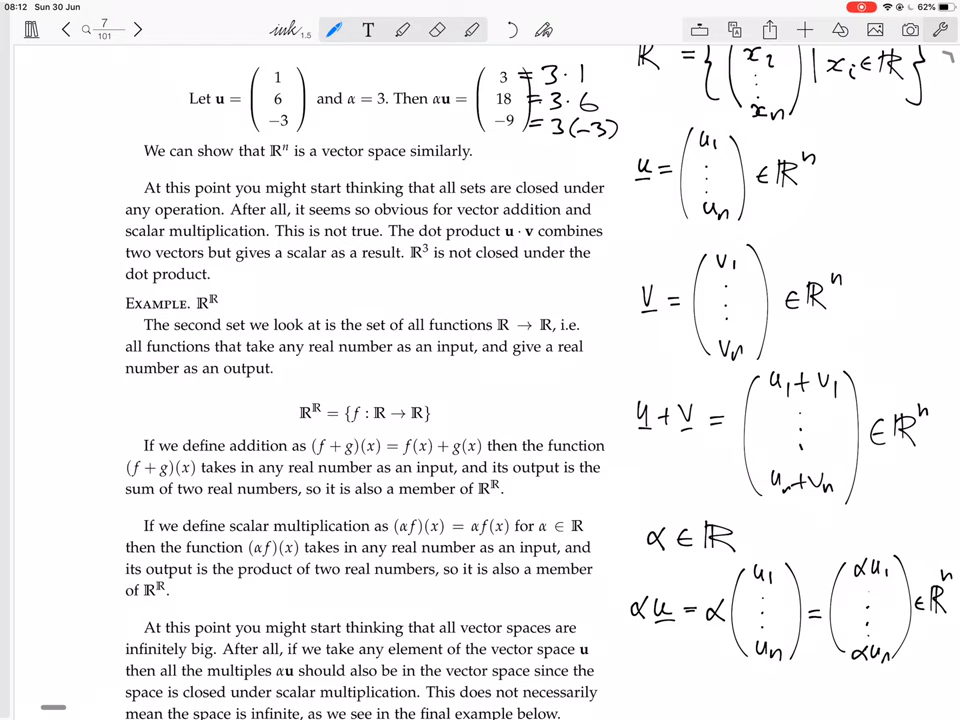 08:12 Sun 30 Jun
62%
7
101
ink 1.5
T
Let u = ( 1 6 −3 ) and α = 3. Then αu = ( 3 18 −9 )
= 3 · 1
= 3 · 6
= 3(−3)
We can show that ℝⁿ is a vector space similarly.
At this point you might start thinking that all sets are closed under
any operation. After all, it seems so obvious for vector addition and
scalar multiplication. This is not true. The dot product u · v combines
two vectors but gives a scalar as a result. ℝ³ is not closed under the
dot product.
EXAMPLE. ℝ^ℝ
The second set we look at is the set of all functions ℝ → ℝ, i.e.
all functions that take any real number as an input, and give a real
number as an output.
ℝ^ℝ = {f : ℝ → ℝ}
If we define addition as (f + g)(x) = f(x) + g(x) then the function
(f + g)(x) takes in any real number as an input, and its output is the
sum of two real numbers, so it is also a member of ℝ^ℝ.
If we define scalar multiplication as (αf)(x) = αf(x) for α ∈ ℝ
then the function (αf)(x) takes in any real number as an input, and
its output is the product of two real numbers, so it is also a member
of ℝ^ℝ.
At this point you might start thinking that all vector spaces are
infinitely big. After all, if we take any element of the vector space u
then all the multiples αu should also be in the vector space since the
space is closed under scalar multiplication. This does not necessarily
mean the space is infinite, as we see in the final example below.
ℝ = { ( x₂ ⋮ xₙ ) | xᵢ ∈ ℝ }
u = ( u₁ ⋮ uₙ ) ∈ ℝⁿ
v = ( v₁ ⋮ vₙ ) ∈ ℝⁿ
u + v = ( u₁ + v₁ ⋮ uₙ + vₙ ) ∈ ℝⁿ
α ∈ ℝ
αu = α ( u₁ ⋮ uₙ ) = ( αu₁ ⋮ αuₙ ) ∈ ℝⁿ